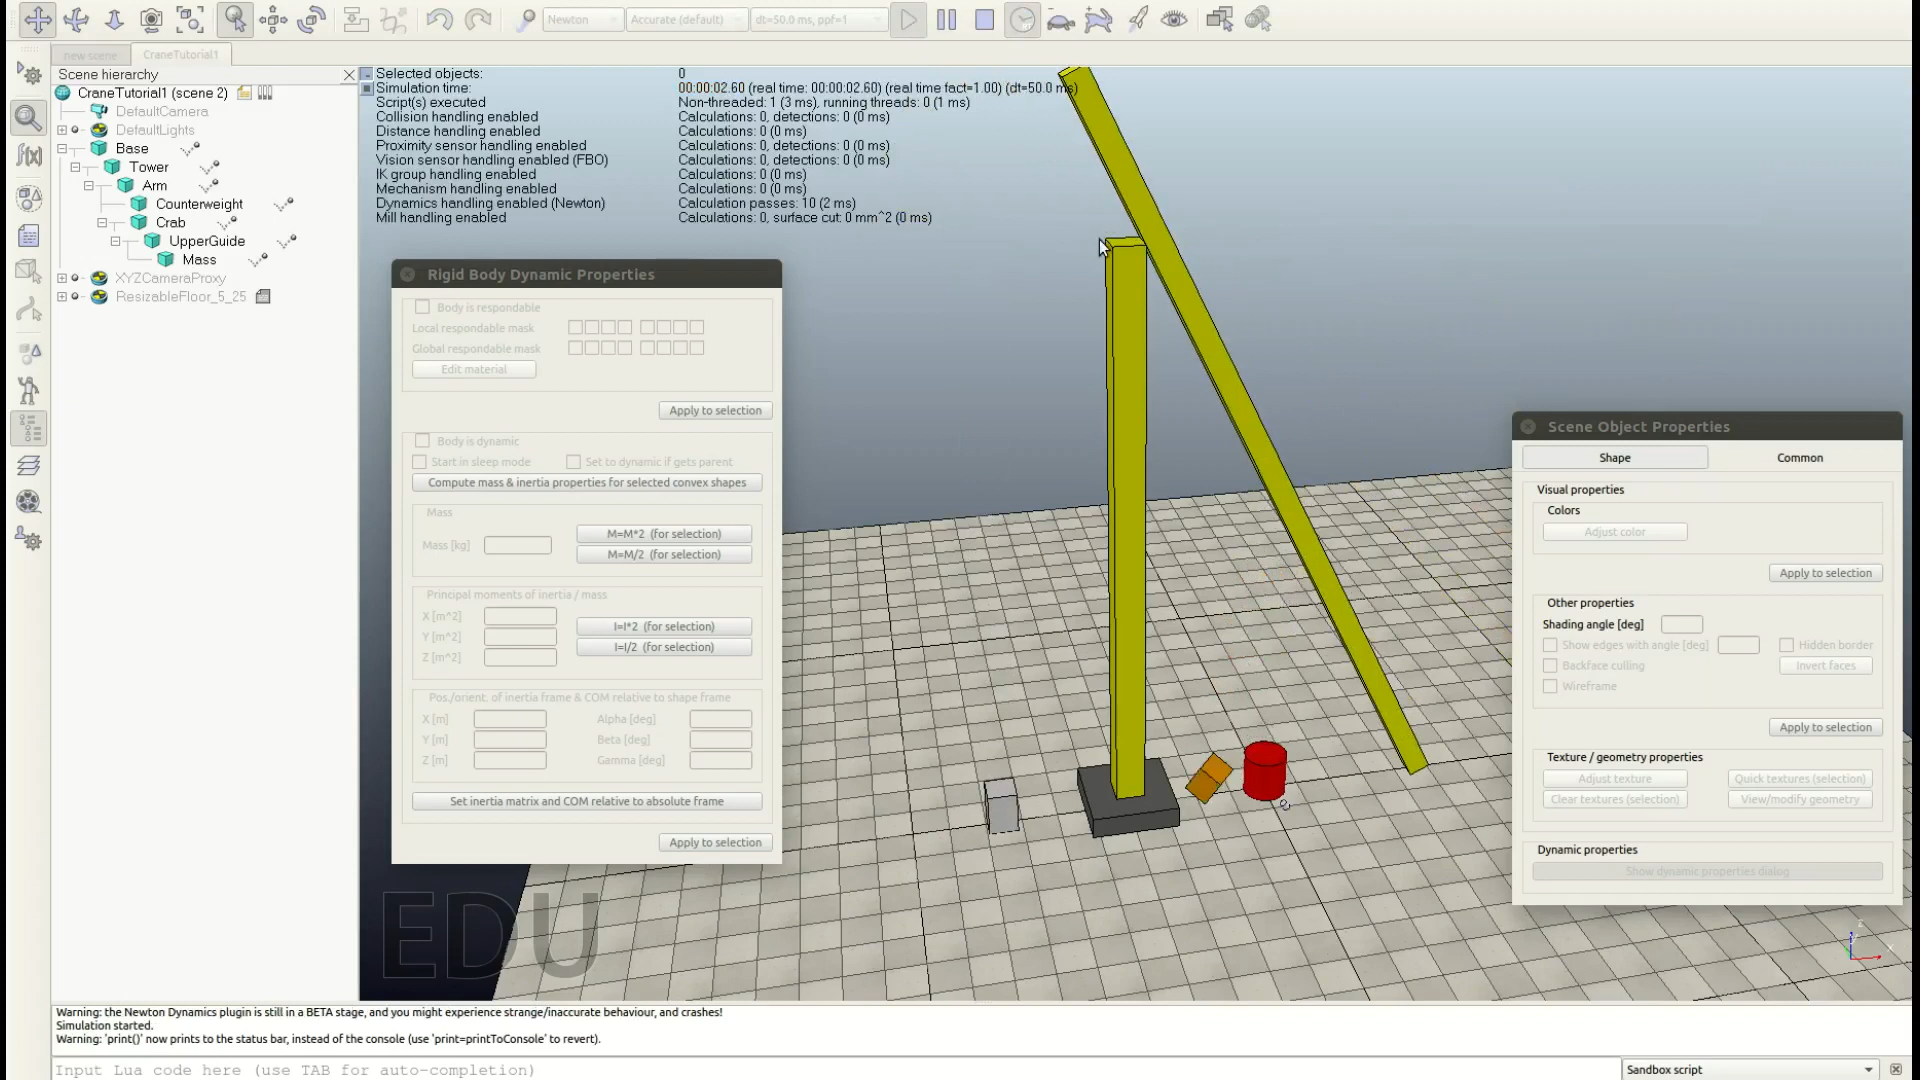 Newton
Accurate (default)
dt=50.0 ms, ppf=1
new scene
CraneTutorial1
Scene hierarchy
CraneTutorial1 (scene 2)
DefaultCamera
DefaultLights
Base
Tower
Arm
Counterweight
Crab
UpperGuide
Mass
XYZCameraProxy
ResizableFloor_5_25
Selected objects: 0
Simulation time: 00:00:02.60 (real time: 00:00:02.60) (real time fact=1.00) (dt=50.0 ms)
Script(s) executed Non-threaded: 1 (3 ms), running threads: 0 (1 ms)
Collision handling enabled Calculations: 0, detections: 0 (0 ms)
Distance handling enabled Calculations: 0 (0 ms)
Proximity sensor handling enabled Calculations: 0, detections: 0 (0 ms)
Vision sensor handling enabled (FBO) Calculations: 0, detections: 0 (0 ms)
IK group handling enabled Calculations: 0 (0 ms)
Mechanism handling enabled Calculations: 0 (0 ms)
Dynamics handling enabled (Newton) Calculation passes: 10 (2 ms)
Mill handling enabled Calculations: 0, surface cut: 0 mm^2 (0 ms)
Rigid Body Dynamic Properties
Body is respondable
Local respondable mask
Global respondable mask
Edit material
Apply to selection
Body is dynamic
Start in sleep mode Set to dynamic if gets parent
Compute mass & inertia properties for selected convex shapes
Mass
Mass [kg] M=M*2 (for selection)
M=M/2 (for selection)
Principal moments of inertia / mass
X [m^2] I=I*2 (for selection)
Y [m^2] I=I/2 (for selection)
Z [m^2]
Pos./orient. of inertia frame & COM relative to shape frame
X [m] Alpha [deg]
Y [m] Beta [deg]
Z [m] Gamma [deg]
Set inertia matrix and COM relative to absolute frame
Apply to selection
EDU
Scene Object Properties
Shape Common
Visual properties
Colors
Adjust color
Apply to selection
Other properties
Shading angle [deg]
Show edges with angle [deg] Hidden border
Backface culling Invert faces
Wireframe
Apply to selection
Texture / geometry properties
Adjust texture Quick textures (selection)
Clear textures (selection) View/modify geometry
Dynamic properties
Show dynamic properties dialog
Warning: the Newton Dynamics plugin is still in a BETA stage, and you might experience strange/inaccurate behaviour, and crashes!
Simulation started.
Warning: 'print()' now prints to the status bar, instead of the console (use 'print=printToConsole' to revert).
Input Lua code here (use TAB for auto-completion)
Sandbox script